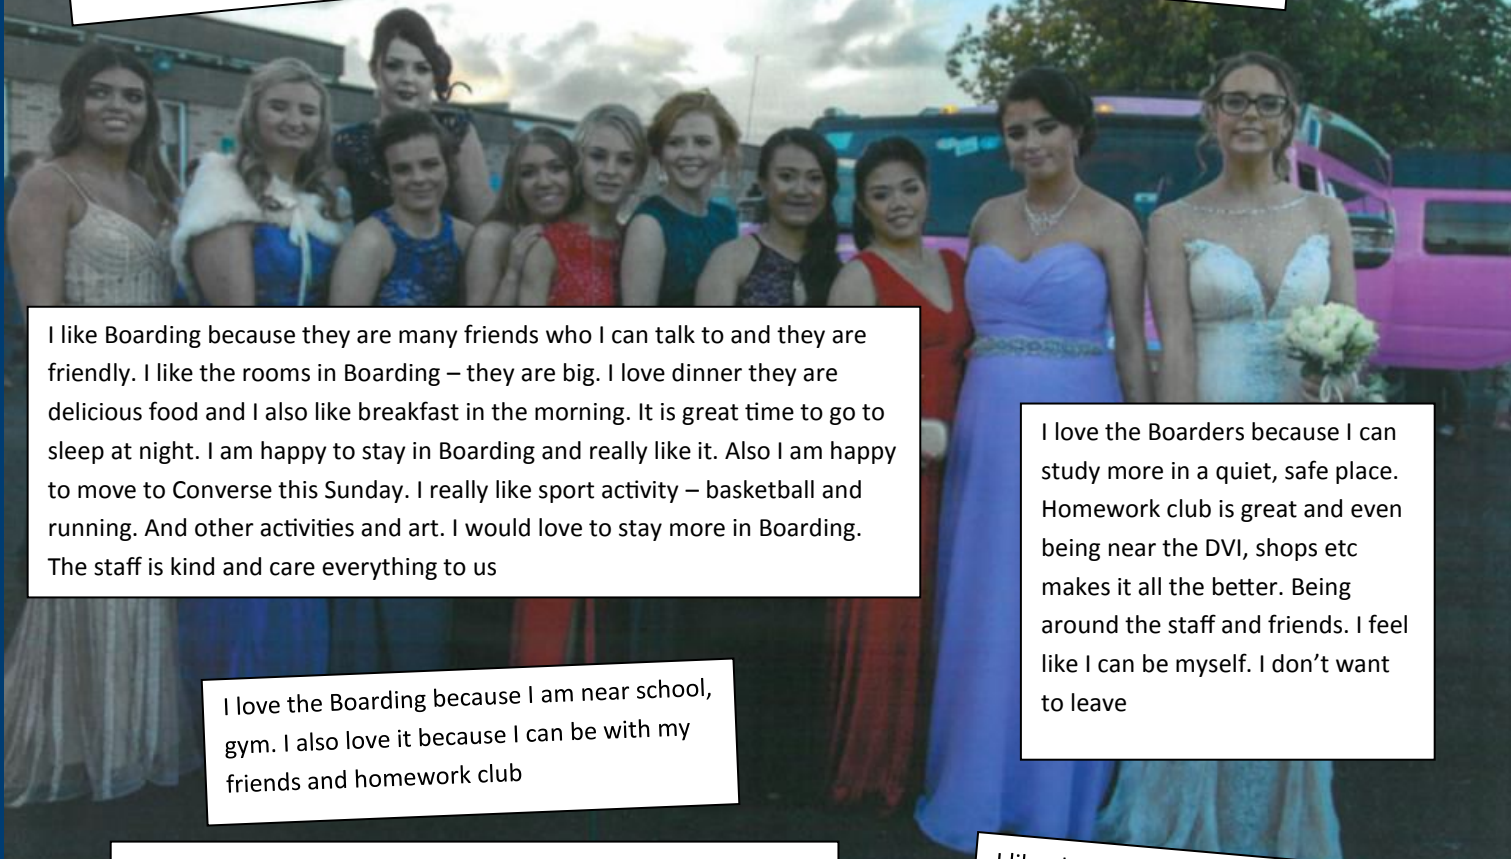 I like Boarding because they are many friends who I can talk to and they are
friendly. I like the rooms in Boarding – they are big. I love dinner they are
delicious food and I also like breakfast in the morning. It is great time to go to
sleep at night. I am happy to stay in Boarding and really like it. Also I am happy
to move to Converse this Sunday. I really like sport activity – basketball and
running. And other activities and art. I would love to stay more in Boarding.
The staff is kind and care everything to us
I love the Boarders because I can
study more in a quiet, safe place.
Homework club is great and even
being near the DVI, shops etc
makes it all the better. Being
around the staff and friends. I feel
like I can be myself. I don’t want
to leave
I love the Boarding because I am near school,
gym. I also love it because I can be with my
friends and homework club